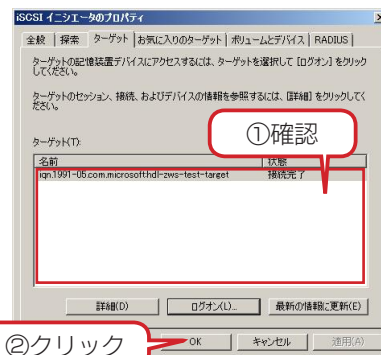 iSCSI イニシエータのプロパティ
全般 探索 ターゲット お気に入りのターゲット ボリュームとデバイス RADIUS
ターゲットの記憶装置デバイスにアクセスするには、ターゲットを選択して [ログオン] をクリック
してください。
ターゲットのセッション、接続、およびデバイスの情報を参照するには、[詳細] をクリックしてく
ださい。
①確認
ターゲット(T):
名前 状態
iqn.1991-05.com.microsoft:hdl-zws-test-target 接続完了
詳細(D) ログオン(L)... 最新の情報に更新(E)
②クリック OK キャンセル 適用(A)